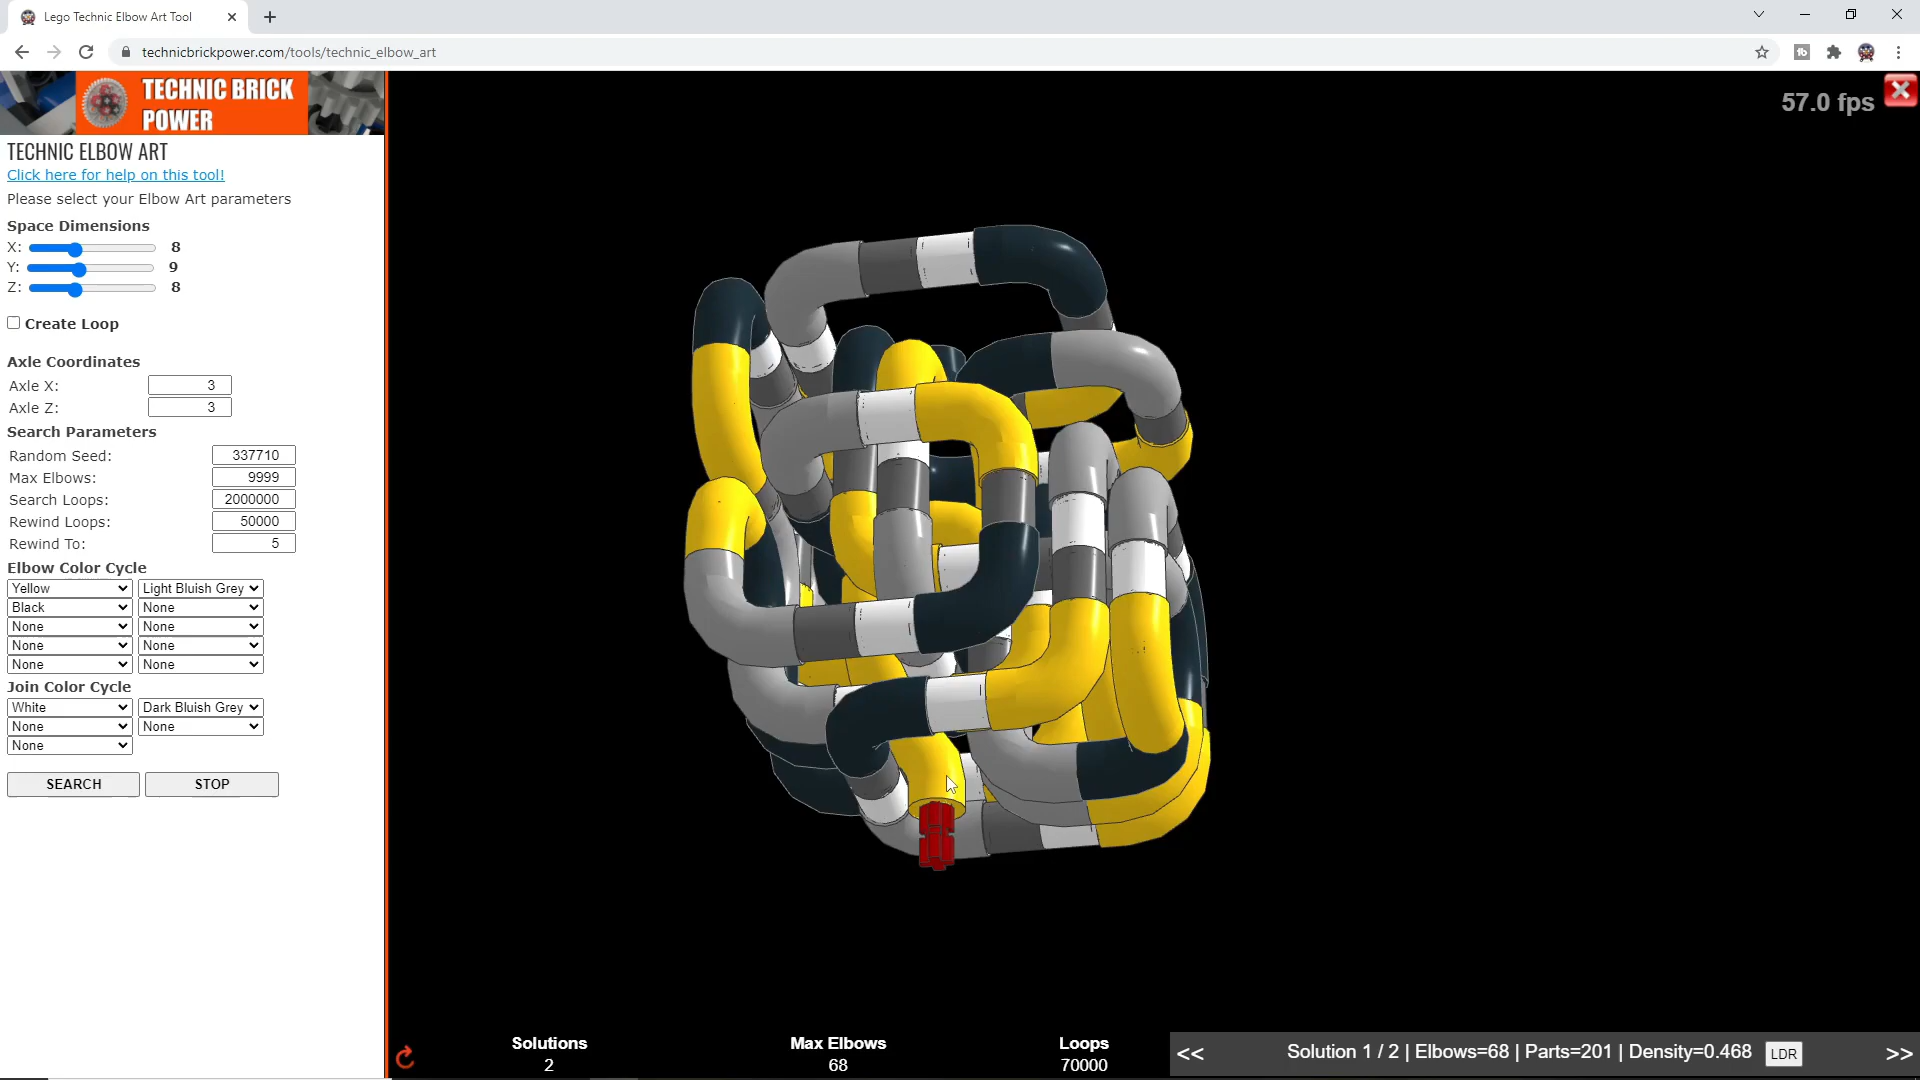 Lego Technic Elbow Art Tool
technicbrickpower.com/tools/technic_elbow_art
TECHNIC BRICK
POWER
TECHNIC ELBOW ART
Click here for help on this tool!
Please select your Elbow Art parameters
Space Dimensions
X: 8
Y: 9
Z: 8
Create Loop
Axle Coordinates
Axle X: 3
Axle Z: 3
Search Parameters
Random Seed: 337710
Max Elbows: 9999
Search Loops: 2000000
Rewind Loops: 50000
Rewind To: 5
Elbow Color Cycle
Yellow Light Bluish Grey
Black None
None None
None None
None None
Join Color Cycle
White Dark Bluish Grey
None None
None
SEARCH STOP
57.0 fps
Solutions Max Elbows Loops
2 68 70000
<< Solution 1 / 2 | Elbows=68 | Parts=201 | Density=0.468 LDR >>